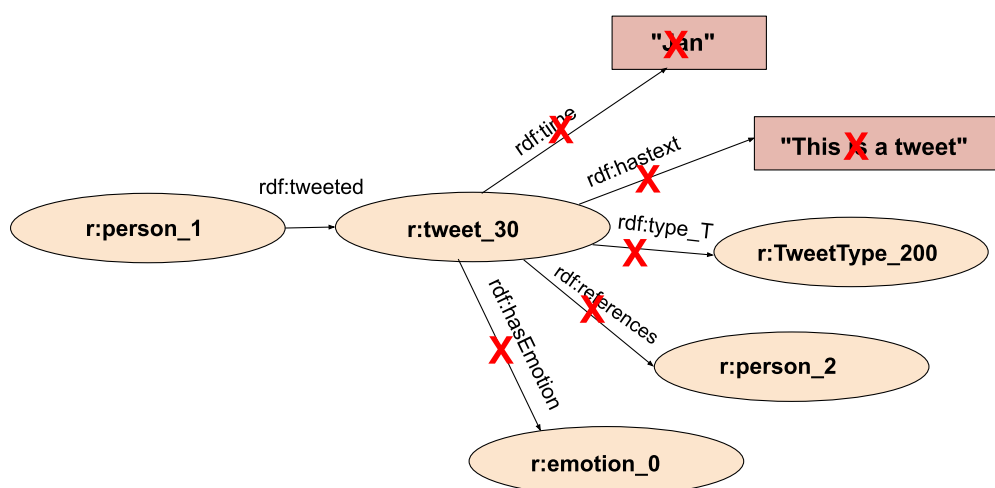 "Jan"
rdf:time
"This is a tweet"
rdf:hastext
rdf:tweeted
r:person_1
r:tweet_30
rdf:type_T
r:TweetType_200
rdf:references
rdf:hasEmotion
r:person_2
r:emotion_0
X
X
X
X
X
X
X